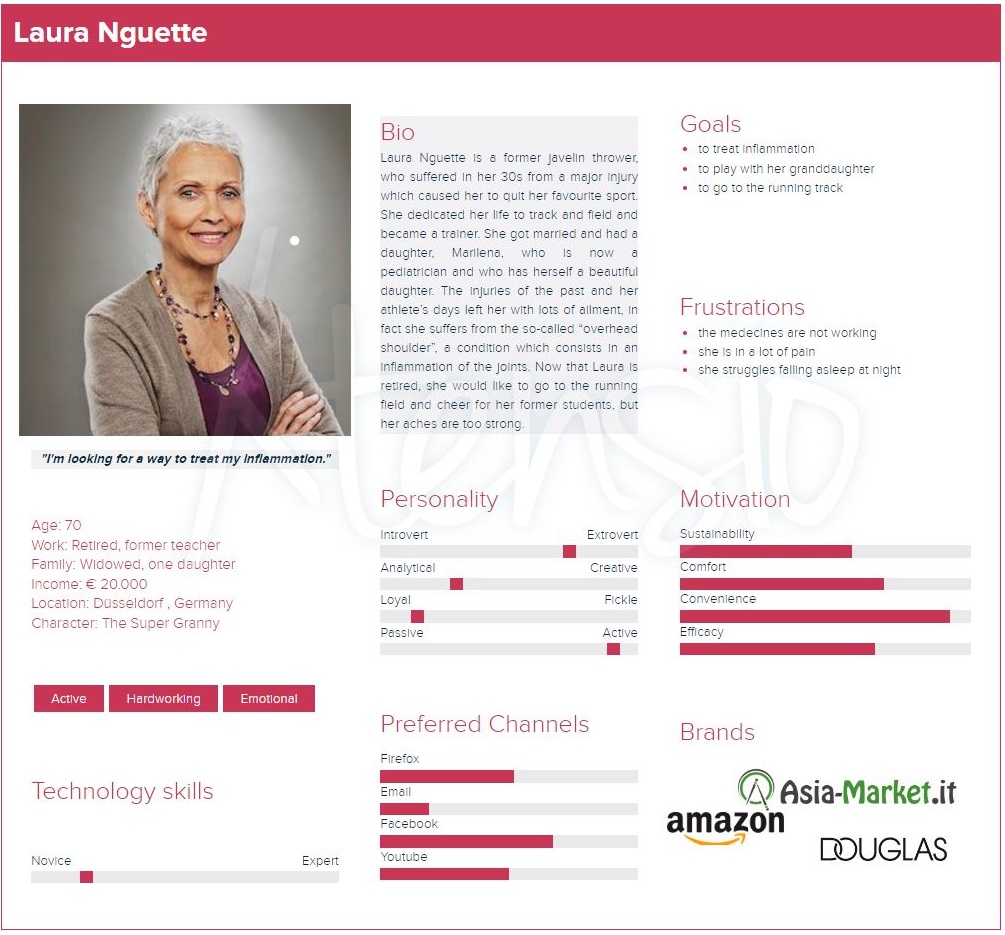 Laura Nguette
"I'm looking for a way to treat my inflammation."
Age: 70
Work: Retired, former teacher
Family: Widowed, one daughter
Income: € 20.000
Location: Düsseldorf , Germany
Character: The Super Granny
Active
Hardworking
Emotional
Technology skills
Novice Expert
Bio
Laura Nguette is a former javelin thrower,
who suffered in her 30s from a major injury
which caused her to quit her favourite sport.
She dedicated her life to track and field and
became a trainer. She got married and had a
daughter, Marilena, who is now a
pediatrician and who has herself a beautiful
daughter. The injuries of the past and her
athlete's days left her with lots of ailment, in
fact she suffers from the so-called "overhead
shoulder", a condition which consists in an
inflammation of the joints. Now that Laura is
retired, she would like to go to the running
field and cheer for her former students, but
her aches are too strong.
Personality
Introvert Extrovert
Analytical Creative
Loyal Fickle
Passive Active
Preferred Channels
Firefox
Email
Facebook
Youtube
Goals
• to treat inflammation
• to play with her granddaughter
• to go to the running track
Frustrations
• the medecines are not working
• she is in a lot of pain
• she struggles falling asleep at night
Motivation
Sustainability
Comfort
Convenience
Efficacy
Brands
Asia-Market.it
amazon
DOUGLAS
Xtensio